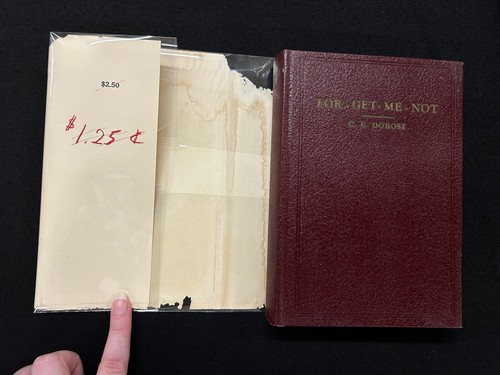 $2.50
$1.25¢
FOR-GET-ME-NOT
C. E. DOBOSZ